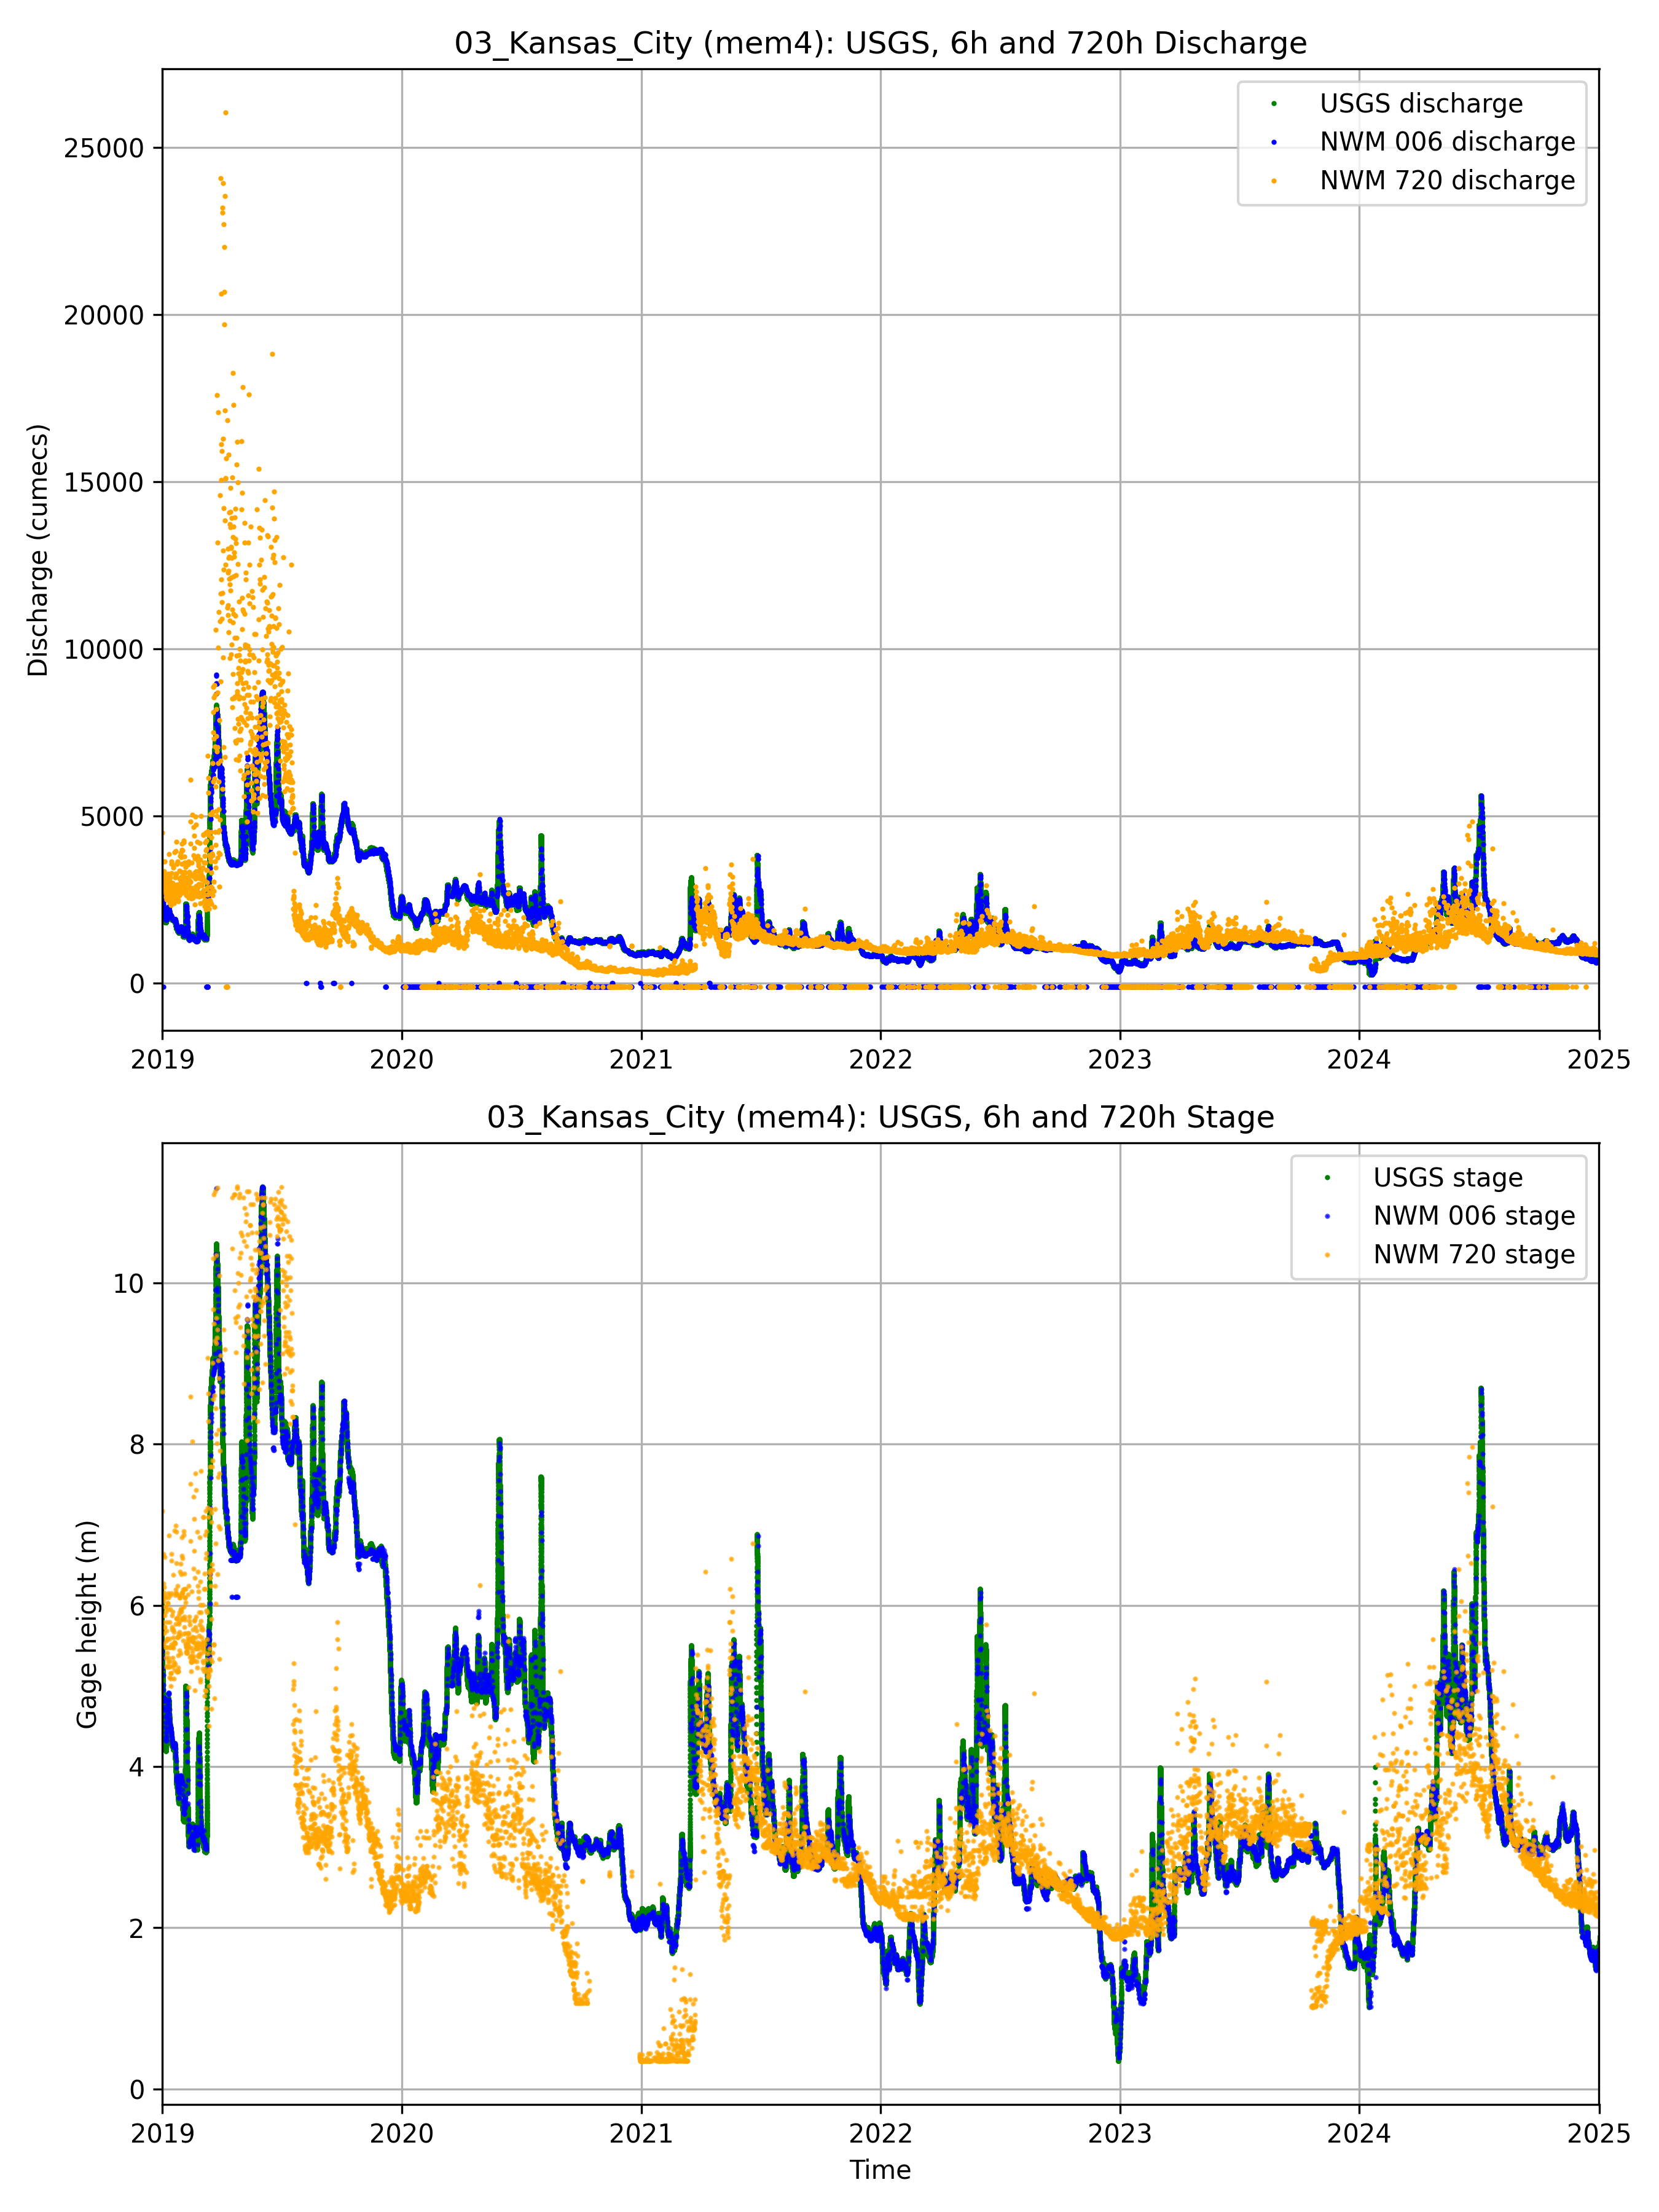 03_Kansas_City (mem4): USGS, 6h and 720h Discharge
USGS discharge
NWM 006 discharge
NWM 720 discharge
Discharge (cumecs)
25000
20000
15000
10000
5000
0
2019 2020 2021 2022 2023 2024 2025
03_Kansas_City (mem4): USGS, 6h and 720h Stage
USGS stage
NWM 006 stage
NWM 720 stage
Gage height (m)
10
8
6
4
2
0
2019 2020 2021 2022 2023 2024 2025
Time